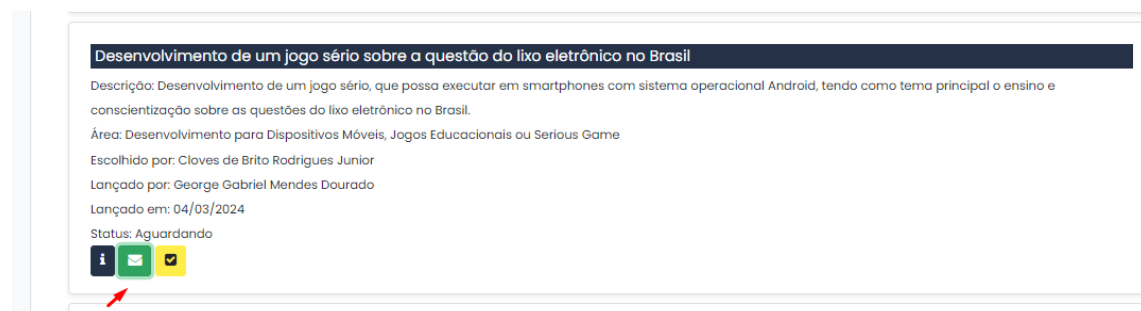 Desenvolvimento de um jogo sério sobre a questão do lixo eletrônico no Brasil
Descrição: Desenvolvimento de um jogo sério, que possa executar em smartphones com sistema operacional Android, tendo como tema principal o ensino e
conscientização sobre as questões do lixo eletrônico no Brasil.
Área: Desenvolvimento para Dispositivos Móveis, Jogos Educacionais ou Serious Game
Escolhido por: Cloves de Brito Rodrigues Junior
Lançado por: George Gabriel Mendes Dourado
Lançado em: 04/03/2024
Status: Aguardando